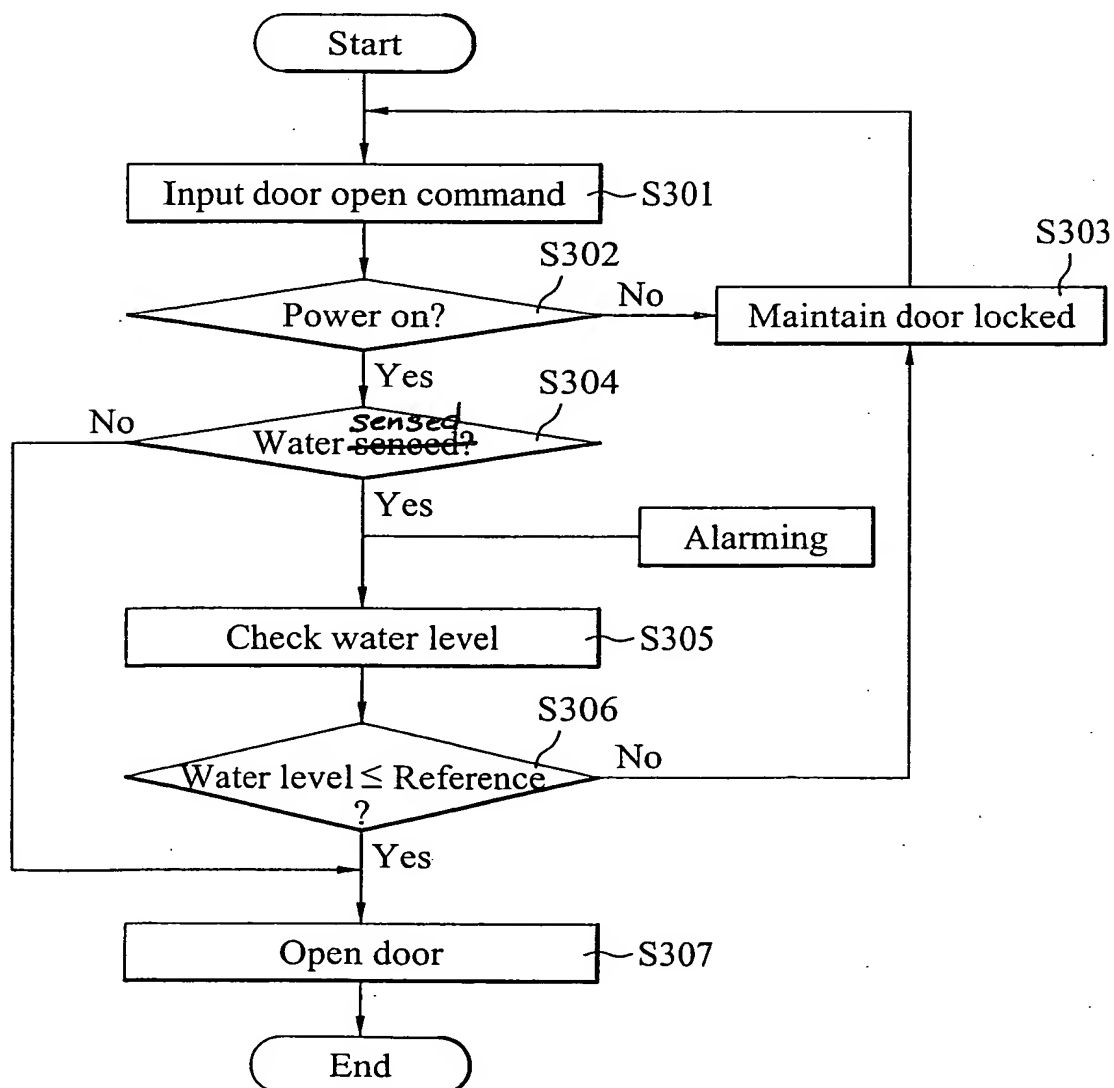 Start
Input door open command
S301
S302
Power on?
No
S303
Maintain door locked
Yes
S304
No
sensed
Water senced?
Yes
Alarming
Check water level
S305
S306
Water level ≤ Reference
?
No
Yes
Open door
S307
End